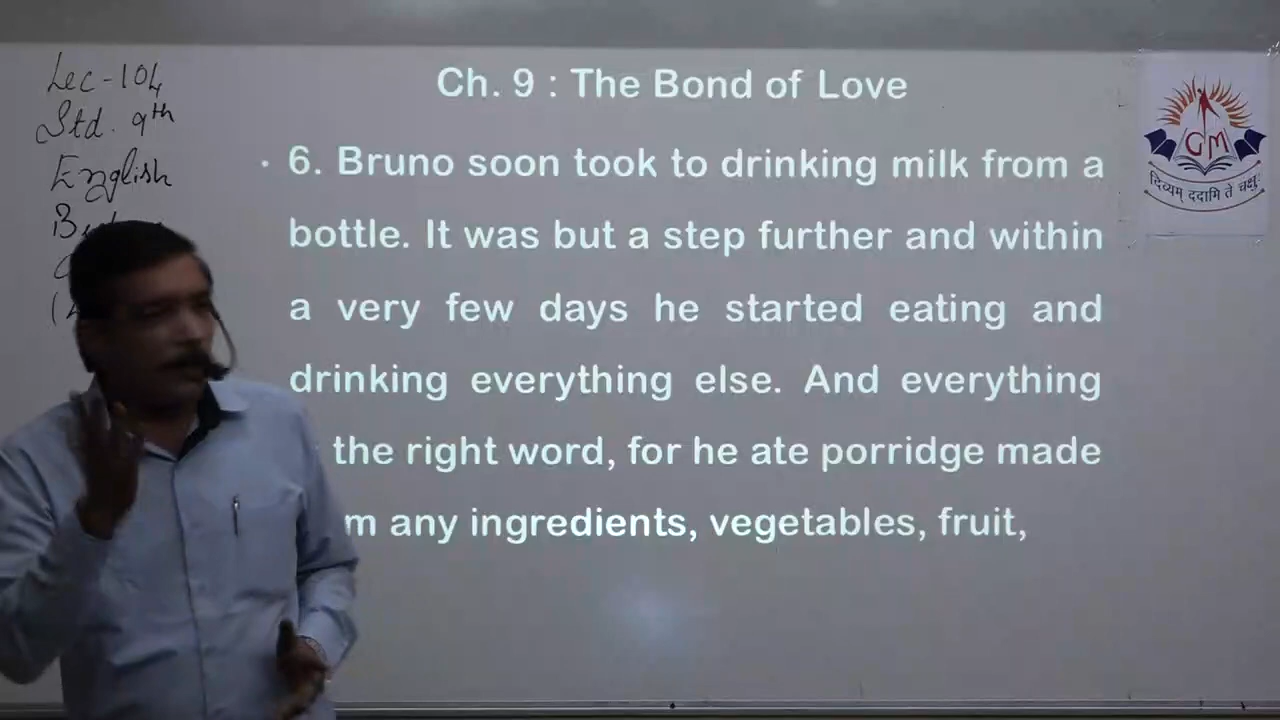 Lec-104
Std. 9th
English
Ch. 9 : The Bond of Love
• 6. Bruno soon took to drinking milk from a
bottle. It was but a step further and within
a very few days he started eating and
drinking everything else. And everything
the right word, for he ate porridge made
m any ingredients, vegetables, fruit,
GM
दिव्यम् ददामि ते चक्षुः